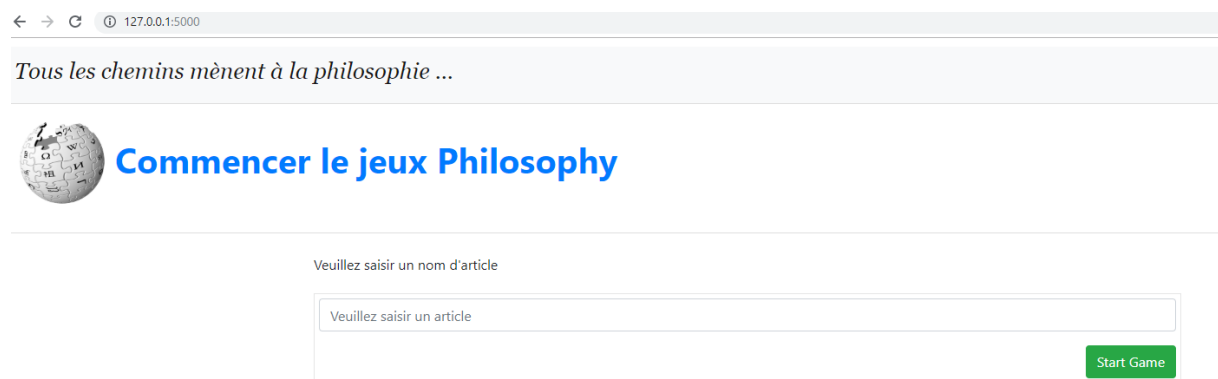 127.0.0.1:5000
Tous les chemins mènent à la philosophie ...
Commencer le jeux Philosophy
Veuillez saisir un nom d'article
Veuillez saisir un article
Start Game